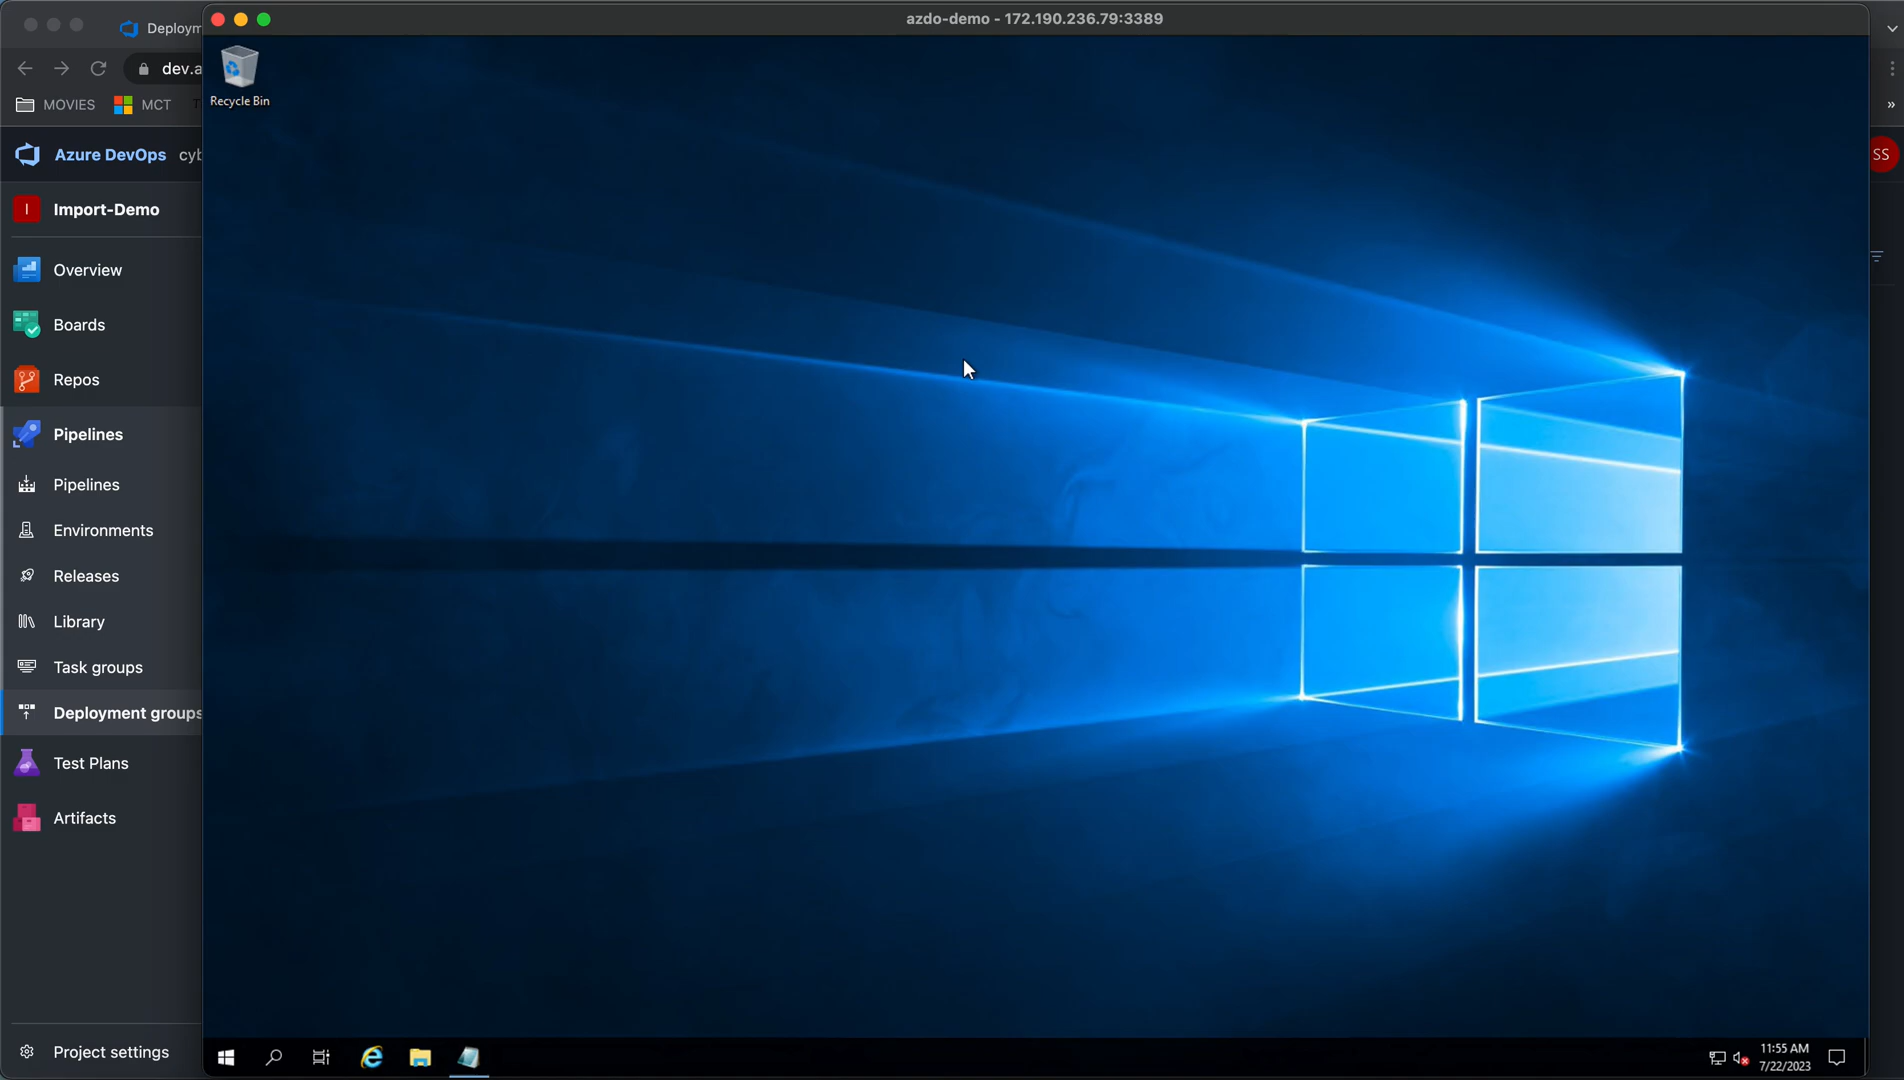 Deploym
azdo-demo - 172.190.236.79:3389
dev.a
MOVIES
MCT
T
»
Recycle Bin
Azure DevOps
cyb
SS
I
Import-Demo
Overview
Boards
Repos
Pipelines
Pipelines
Environments
Releases
Library
Task groups
Deployment groups
Test Plans
Artifacts
Project settings
11:55 AM
7/22/2023